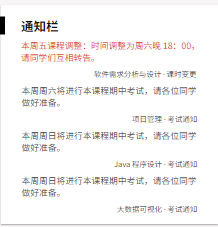 通知栏
本周五课程调整：时间调整为周六晚 18：00，
请同学们互相转告。
软件需求分析与设计 · 课时变更
本周周六将进行本课程期中考试，请各位同学
做好准备。
项目管理 · 考试通知
本周周日将进行本课程期中考试，请各位同学
做好准备。
Java 程序设计 · 考试通知
本周周日将进行本课程期中考试，请各位同学
做好准备。
大数据可视化 · 考试通知